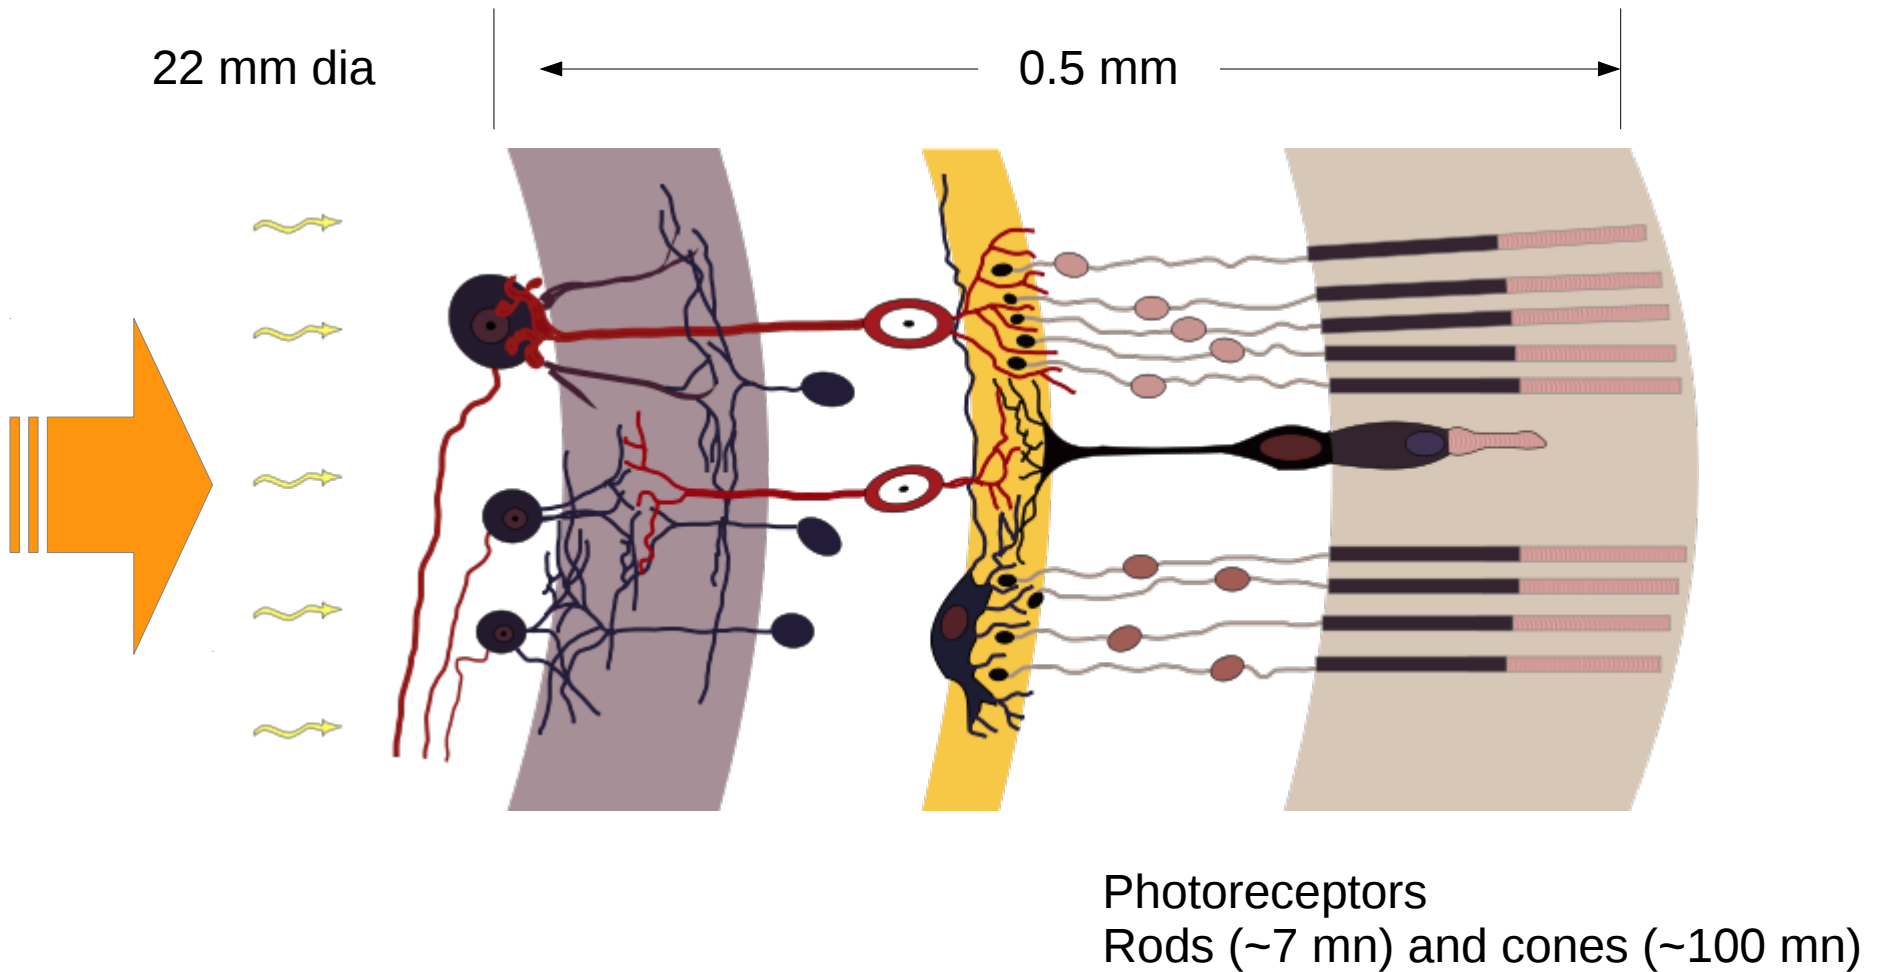 22 mm dia
0.5 mm
Photoreceptors
Rods (~7 mn) and cones (~100 mn)